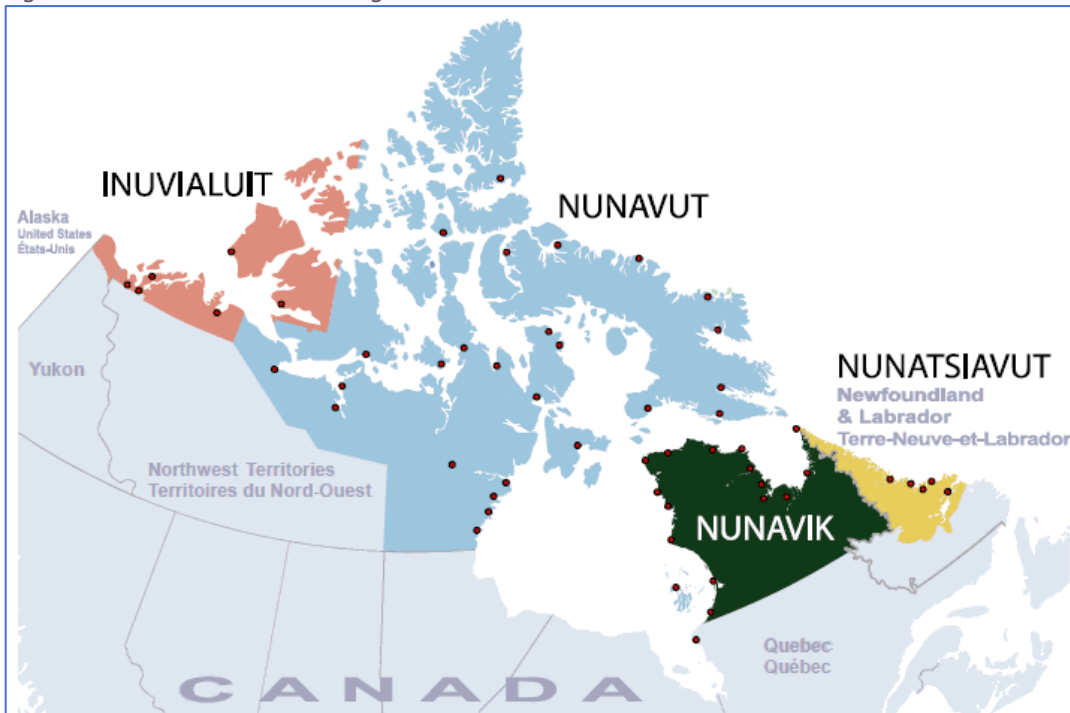 INUVIALUIT
NUNAVUT
Alaska
United States
États-Unis
NUNATSIAVUT
Newfoundland
& Labrador
Terre-Neuve-et-Labrador
Yukon
Northwest Territories
Territoires du Nord-Ouest
NUNAVIK
Quebec
Québec
CANADA